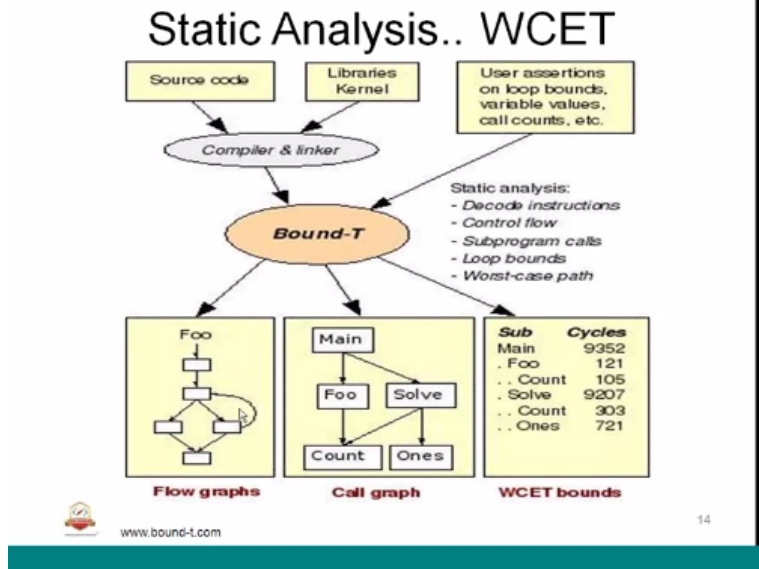 Static Analysis.. WCET
Source code
Libraries
Kernel
User assertions
on loop bounds,
variable values,
call counts, etc.
Compiler & linker
Static analysis:
- Decode instructions
- Control flow
- Subprogram calls
- Loop bounds
- Worst-case path
Bound-T
Foo
Main
Foo
Solve
Count
Ones
Sub Cycles
Main 9352
. Foo 121
. . Count 105
. Solve 9207
. . Count 303
. . Ones 721
Flow graphs
Call graph
WCET bounds
www.bound-t.com
14